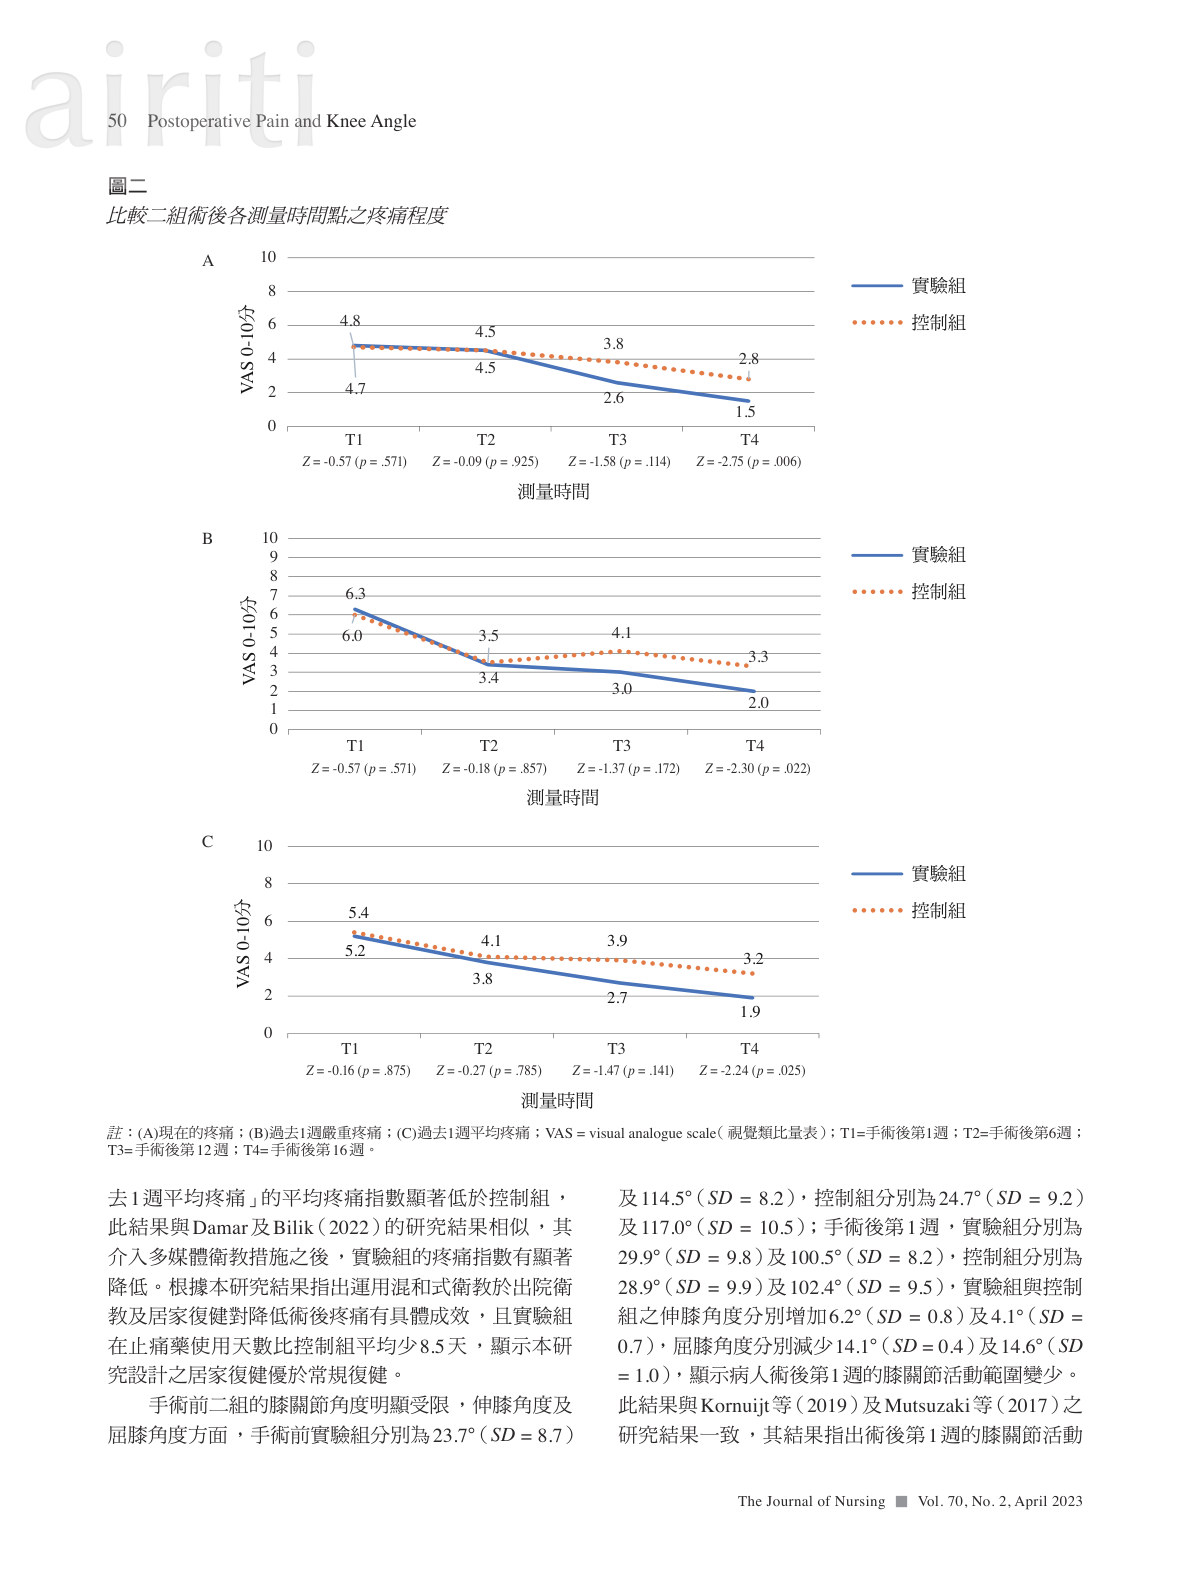 airiti
50 Postoperative Pain and Knee Angle
圖二
比較二組術後各測量時間點之疼痛程度
A
VAS 0-10分
10
8
6
4
2
0
4.8
4.7
4.5
4.5
3.8
2.6
2.8
1.5
實驗組
控制組
T1 T2 T3 T4
Z = -0.57 (p = .571) Z = -0.09 (p = .925) Z = -1.58 (p = .114) Z = -2.75 (p = .006)
測量時間
B
VAS 0-10分
10
9
8
7
6
5
4
3
2
1
0
6.3
6.0
3.5
3.4
4.1
3.0
3.3
2.0
實驗組
控制組
T1 T2 T3 T4
Z = -0.57 (p = .571) Z = -0.18 (p = .857) Z = -1.37 (p = .172) Z = -2.30 (p = .022)
測量時間
C
VAS 0-10分
10
8
6
4
2
0
5.4
5.2
4.1
3.8
3.9
2.7
3.2
1.9
實驗組
控制組
T1 T2 T3 T4
Z = -0.16 (p = .875) Z = -0.27 (p = .785) Z = -1.47 (p = .141) Z = -2.24 (p = .025)
測量時間
註：(A)現在的疼痛；(B)過去1週嚴重疼痛；(C)過去1週平均疼痛；VAS = visual analogue scale（視覺類比量表）；T1=手術後第1週；T2=手術後第6週；
T3=手術後第12週；T4=手術後第16週。
去1週平均疼痛」的平均疼痛指數顯著低於控制組，
此結果與Damar及Bilik（2022）的研究結果相似，其
介入多媒體衛教措施之後，實驗組的疼痛指數有顯著
降低。根據本研究結果指出運用混和式衛教於出院衛
教及居家復健對降低術後疼痛有具體成效，且實驗組
在止痛藥使用天數比控制組平均少8.5天，顯示本研
究設計之居家復健優於常規復健。
手術前二組的膝關節角度明顯受限，伸膝角度及
屈膝角度方面，手術前實驗組分別為23.7°（SD = 8.7）
及114.5°（SD = 8.2），控制組分別為24.7°（SD = 9.2）
及117.0°（SD = 10.5）；手術後第1週，實驗組分別為
29.9°（SD = 9.8）及100.5°（SD = 8.2），控制組分別為
28.9°（SD = 9.9）及102.4°（SD = 9.5），實驗組與控制
組之伸膝角度分別增加6.2°（SD = 0.8）及4.1°（SD =
0.7），屈膝角度分別減少14.1°（SD = 0.4）及14.6°（SD
= 1.0），顯示病人術後第1週的膝關節活動範圍變少。
此結果與Kornuijt等（2019）及Mutsuzaki等（2017）之
研究結果一致，其結果指出術後第1週的膝關節活動
The Journal of Nursing ■ Vol. 70, No. 2, April 2023